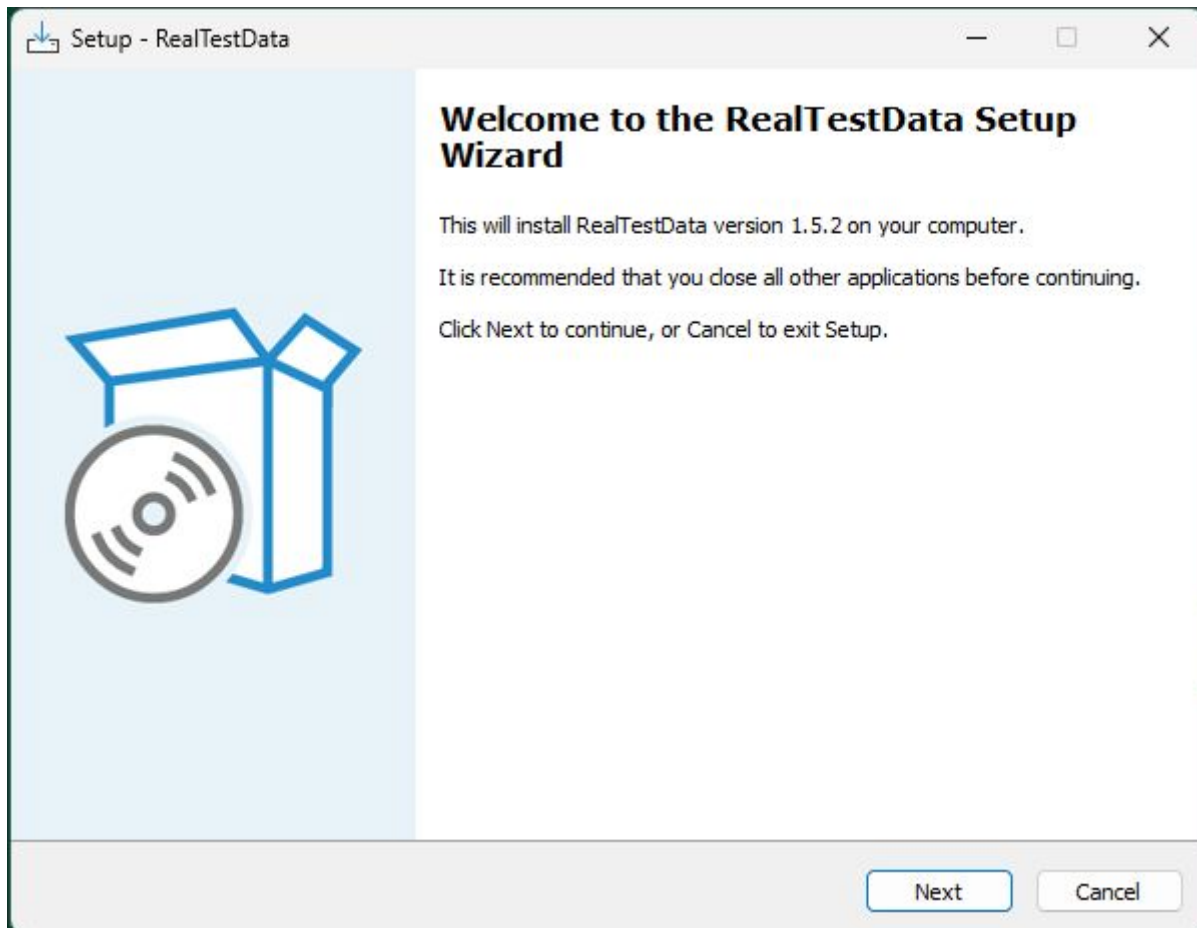 Setup - RealTestData
Welcome to the RealTestData Setup
Wizard
This will install RealTestData version 1.5.2 on your computer.
It is recommended that you close all other applications before continuing.
Click Next to continue, or Cancel to exit Setup.
Next
Cancel